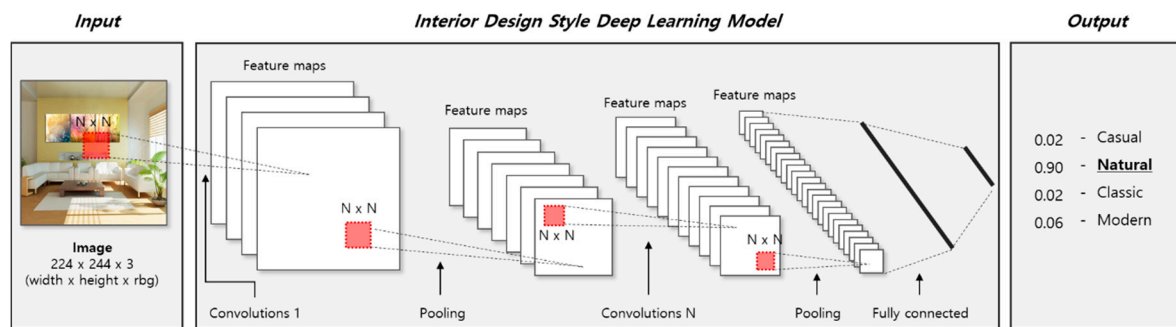 Input
Interior Design Style Deep Learning Model
Output
N x N
Image
224 x 244 x 3
(width x height x rbg)
Feature maps
N x N
Convolutions 1
Feature maps
N x N
Pooling
Feature maps
N x N
Convolutions N
Feature maps
Pooling
Fully connected
0.02 - Casual
0.90 - Natural
0.02 - Classic
0.06 - Modern